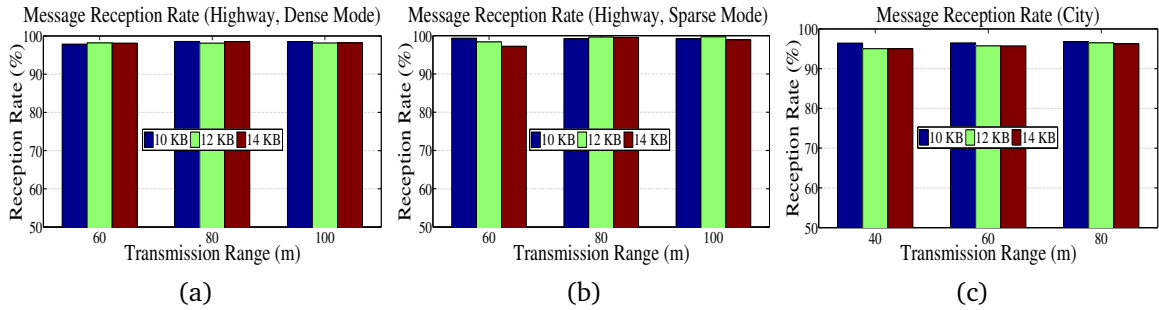 Message Reception Rate (Highway, Dense Mode)
Reception Rate (%)
100
90
80
70
60
50
10 KB 12 KB 14 KB
60 80 100
Transmission Range (m)
(a)
Message Reception Rate (Highway, Sparse Mode)
Reception Rate (%)
100
90
80
70
60
50
10 KB 12 KB 14 KB
60 80 100
Transmission Range (m)
(b)
Message Reception Rate (City)
Reception Rate (%)
100
90
80
70
60
50
10 KB 12 KB 14 KB
40 60 80
Transmission Range (m)
(c)